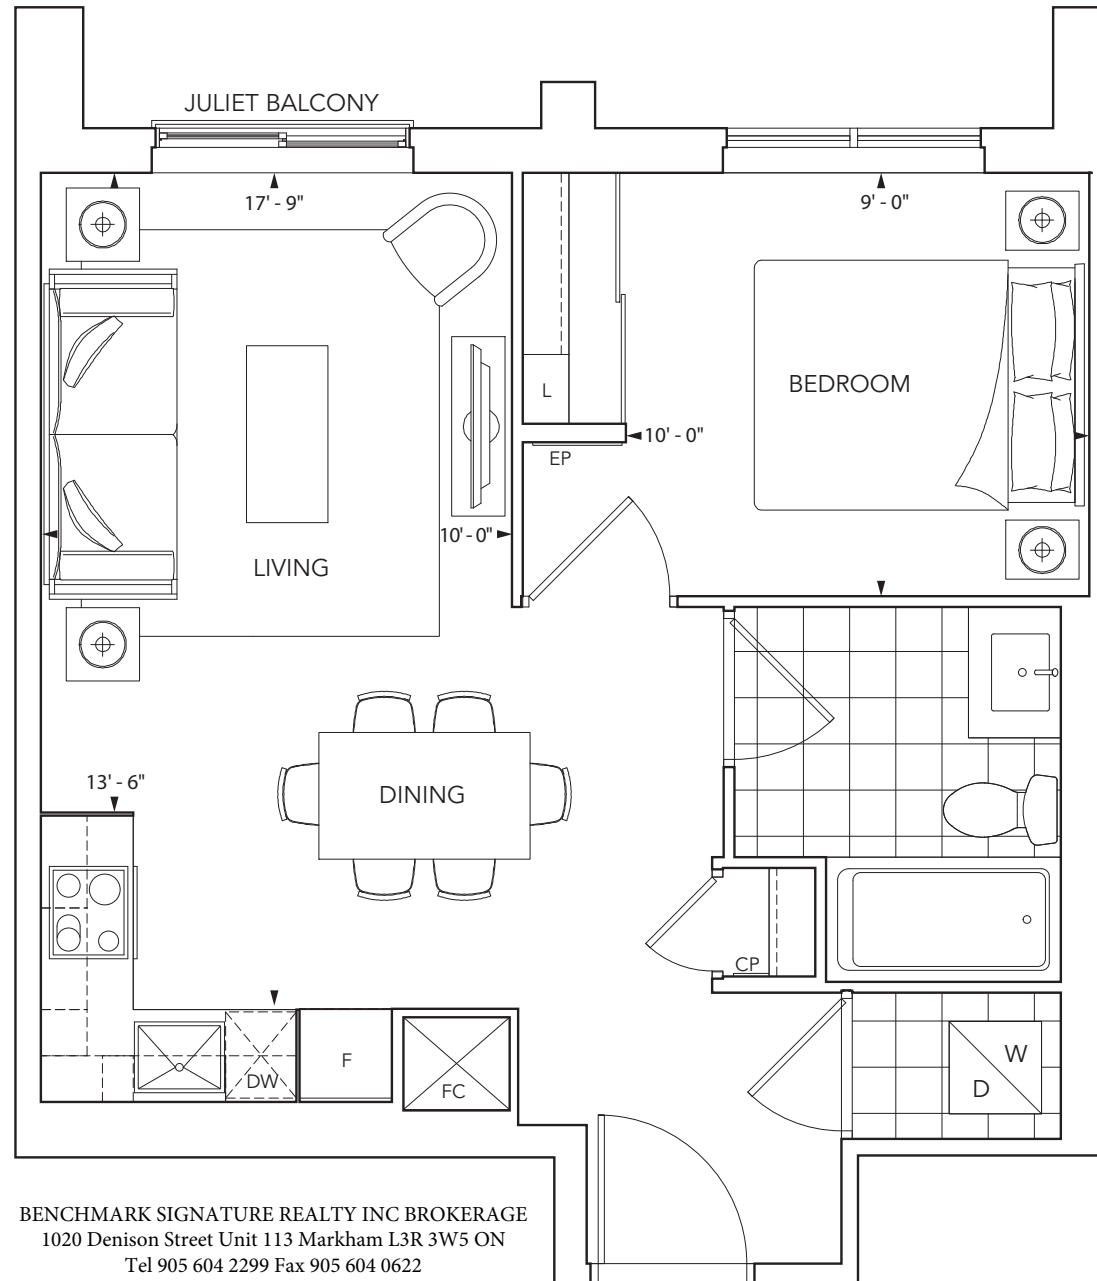 JULIET BALCONY
17' - 9"
9' - 0"
BEDROOM
L
10' - 0"
EP
10' - 0"
LIVING
13' - 6"
DINING
CP
W
D
F
DW
FC
BENCHMARK SIGNATURE REALTY INC BROKERAGE
1020 Denison Street Unit 113 Markham L3R 3W5 ON
Tel 905 604 2299 Fax 905 604 0622